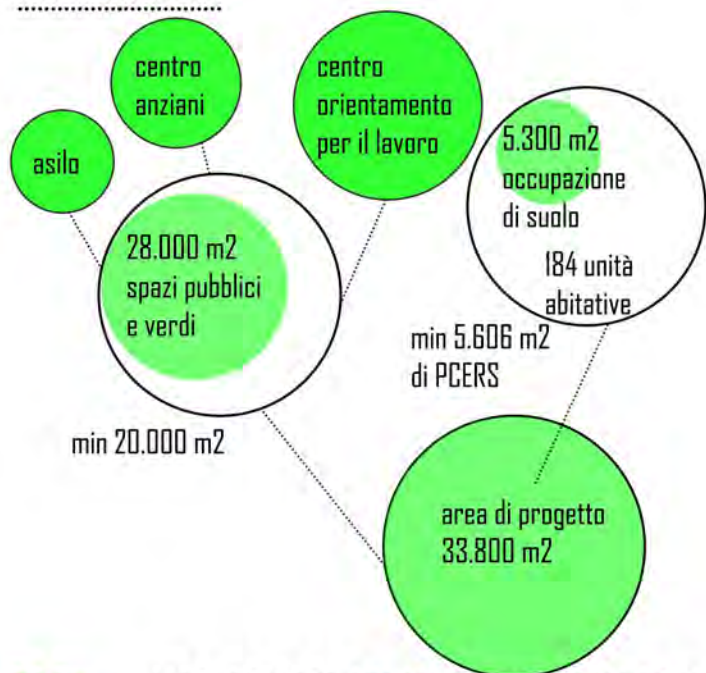 centro
anziani
centro
orientamento
per il lavoro
asilo
5.300 m2
occupazione
di suolo
184 unità
abitative
28.000 m2
spazi pubblici
e verdi
min 5.606 m2
di PCERS
min 20.000 m2
area di progetto
33.800 m2